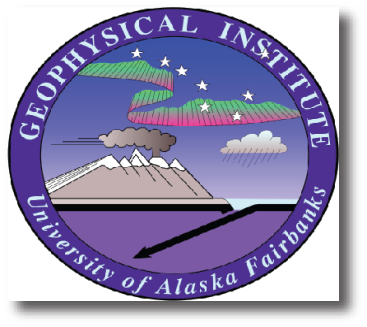 GEOPHYSICAL INSTITUTE
University of Alaska Fairbanks